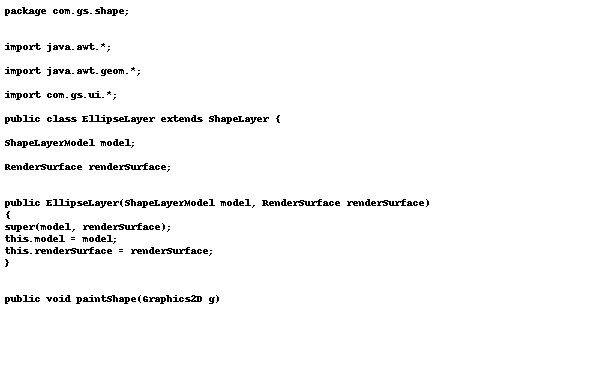 package com.gs.shape;
import java.awt.*;
import java.awt.geom.*;
import com.gs.ui.*;
public class EllipseLayer extends ShapeLayer {
ShapeLayerModel model;
RenderSurface renderSurface;
public EllipseLayer(ShapeLayerModel model, RenderSurface renderSurface)
{
super(model, renderSurface);
this.model = model;
this.renderSurface = renderSurface;
}
public void paintShape(Graphics2D g)